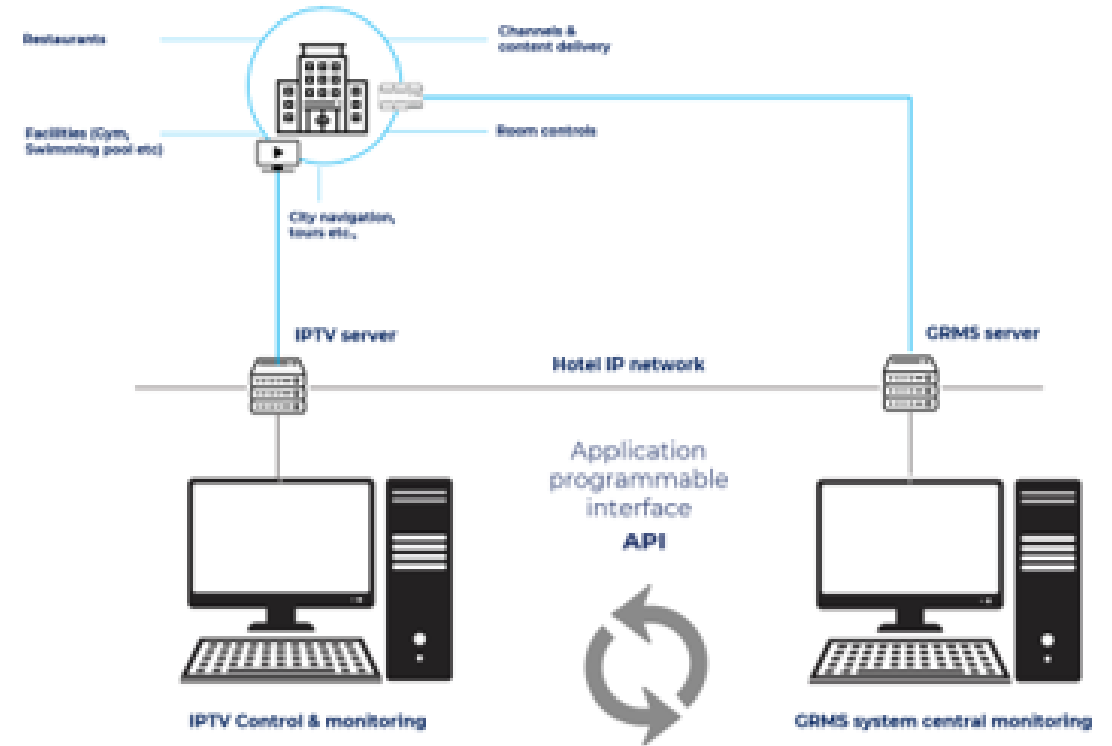 Restaurants
Channels &
content delivery
Facilities (Gym,
Swimming pool etc)
Room controls
City navigation,
tours etc.,
IPTV server
GRMS server
Hotel IP network
Application
programmable
interface
API
IPTV Control & monitoring
GRMS system central monitoring